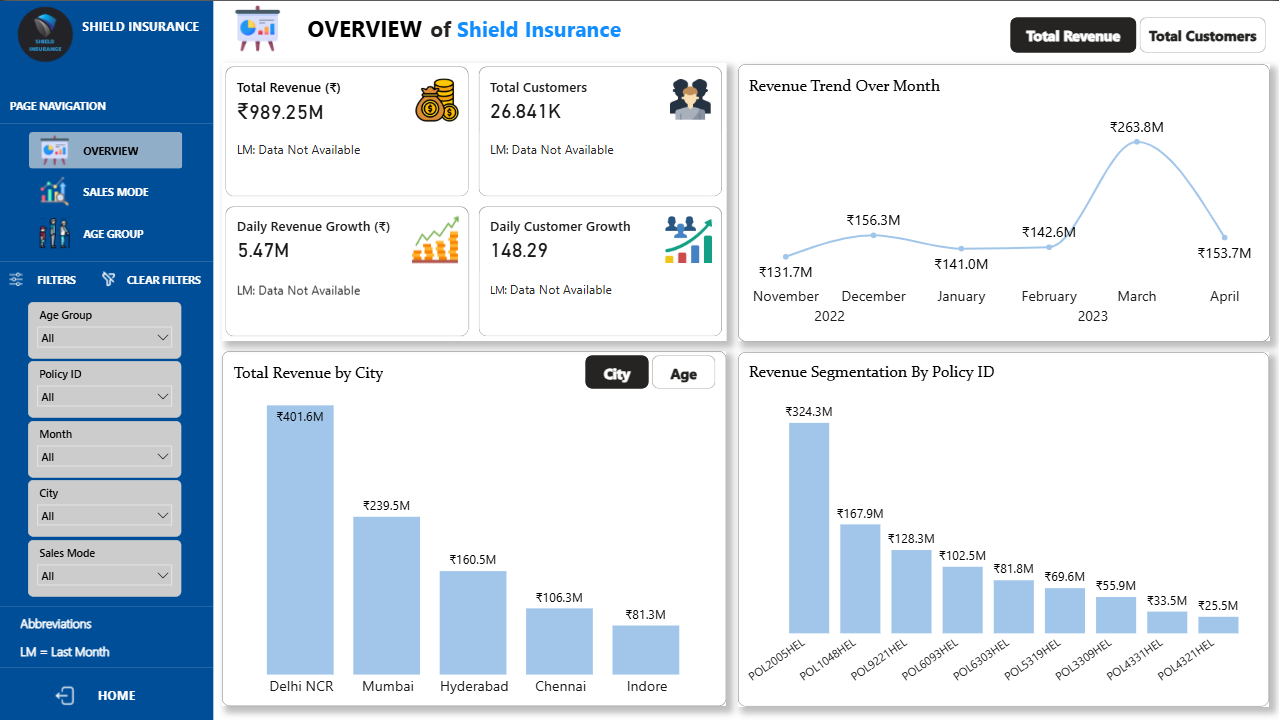 SHIELD INSURANCE
SHIELD
INSURANCE
PAGE NAVIGATION
OVERVIEW
SALES MODE
AGE GROUP
FILTERS
CLEAR FILTERS
Age Group
All
Policy ID
All
Month
All
City
All
Sales Mode
All
Abbreviations
LM = Last Month
HOME
OVERVIEW of Shield Insurance
Total Revenue
Total Customers
Total Revenue (₹)
₹989.25M
LM: Data Not Available
Total Customers
26.841K
LM: Data Not Available
Daily Revenue Growth (₹)
5.47M
LM: Data Not Available
Daily Customer Growth
148.29
LM: Data Not Available
Revenue Trend Over Month
₹131.7M
₹156.3M
₹141.0M
₹142.6M
₹263.8M
₹153.7M
November December January February March April
2022 2023
Total Revenue by City
City
Age
₹401.6M
₹239.5M
₹160.5M
₹106.3M
₹81.3M
Delhi NCR Mumbai Hyderabad Chennai Indore
Revenue Segmentation By Policy ID
₹324.3M
₹167.9M
₹128.3M
₹102.5M
₹81.8M
₹69.6M
₹55.9M
₹33.5M
₹25.5M
POL2005HEL
POL1048HEL
POL9221HEL
POL6093HEL
POL6303HEL
POL5319HEL
POL3309HEL
POL4331HEL
POL4321HEL